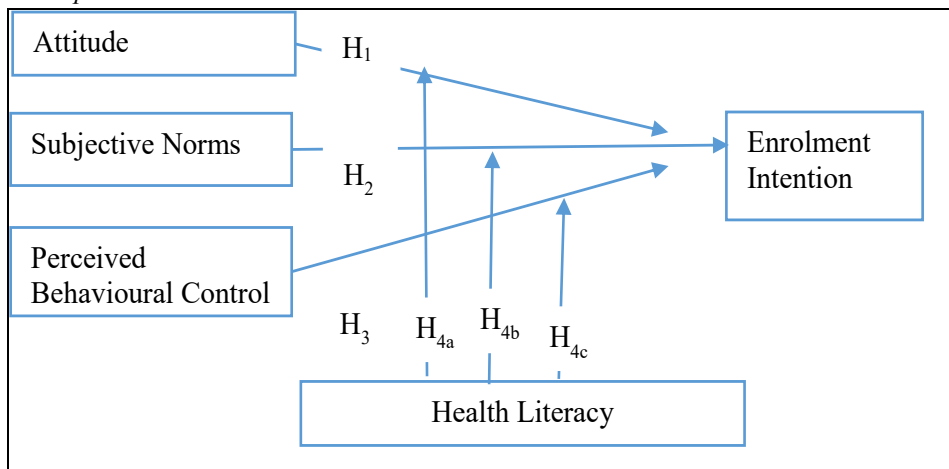 Attitude
H1
Subjective Norms
H2
Enrolment
Intention
Perceived
Behavioural Control
H3
H4a
H4b
H4c
Health Literacy